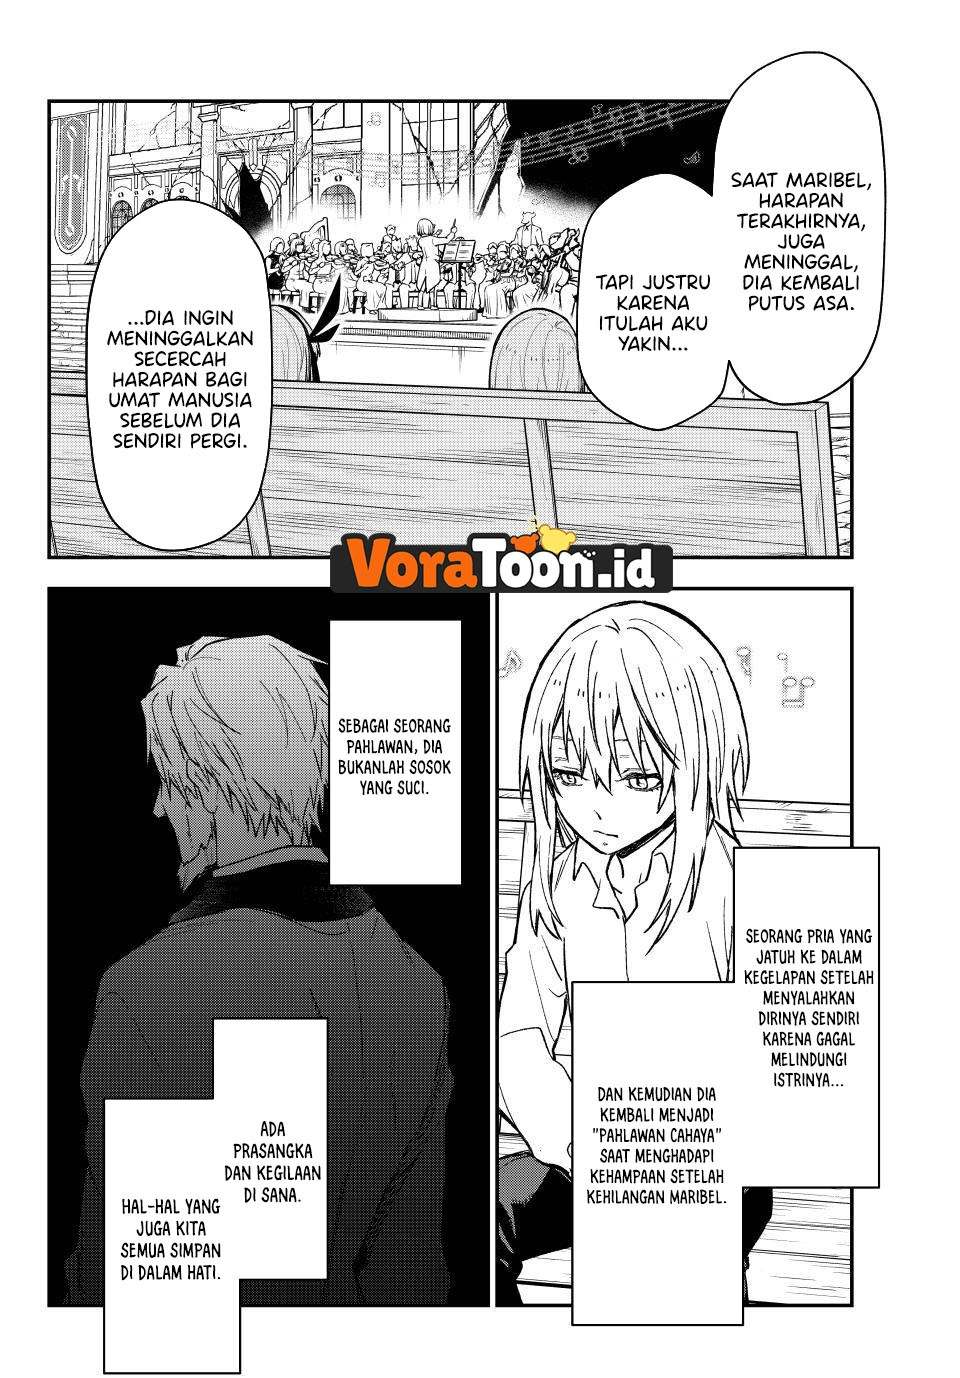 SAAT MARIBEL,
HARAPAN
TERAKHIRNYA,
JUGA
MENINGGAL,
DIA KEMBALI
PUTUS ASA.
TAPI JUSTRU
KARENA
ITULAH AKU
YAKIN...
...DIA INGIN
MENINGGALKAN
SECERCAH
HARAPAN BAGI
UMAT MANUSIA
SEBELUM DIA
SENDIRI PERGI.
VoraToon.id
SEORANG PRIA YANG
JATUH KE DALAM
KEGELAPAN SETELAH
MENYALAHKAN
DIRINYA SENDIRI
KARENA GAGAL
MELINDUNGI
ISTRINYA...
DAN KEMUDIAN DIA
KEMBALI MENJADI
"PAHLAWAN CAHAYA"
SAAT MENGHADAPI
KEHAMPAAN SETELAH
KEHILANGAN MARIBEL.
SEBAGAI SEORANG
PAHLAWAN, DIA
BUKANLAH SOSOK
YANG SUCI.
ADA
PRASANGKA
DAN KEGILAAN
DI SANA.
HAL-HAL YANG
JUGA KITA
SEMUA SIMPAN
DI DALAM HATI.